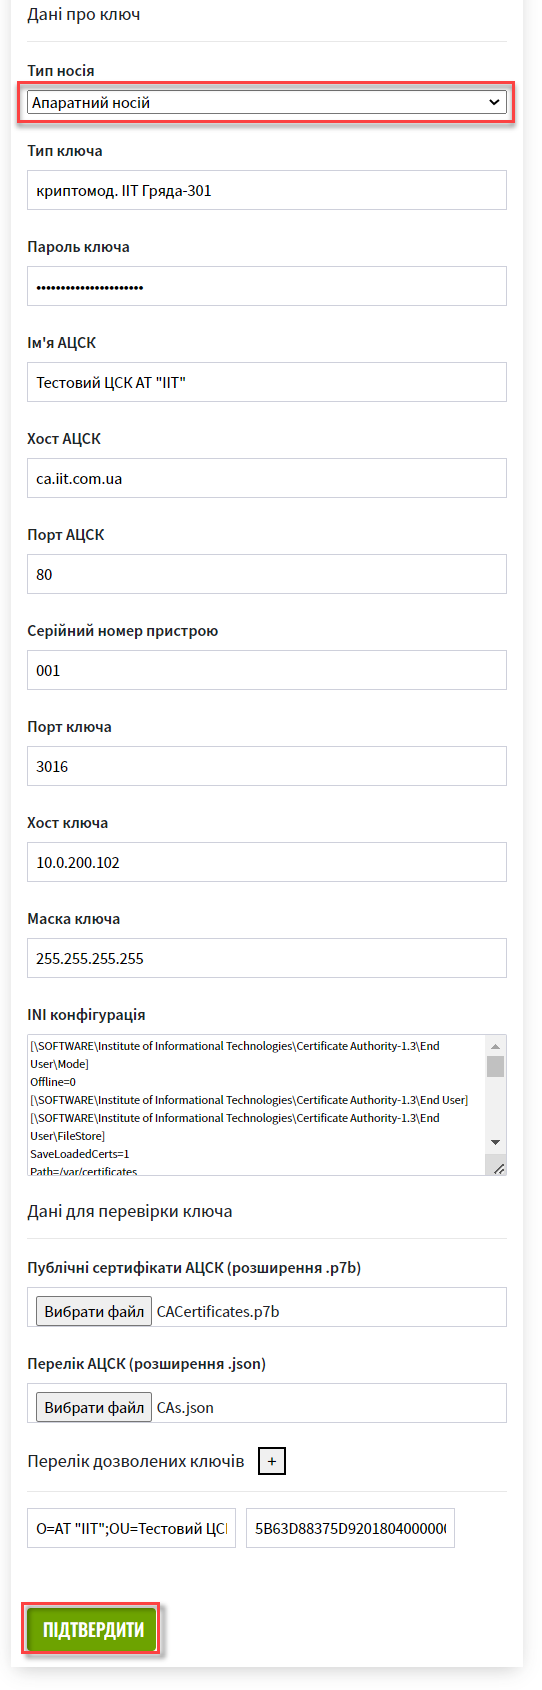 Дані про ключ
Тип носія
Апаратний носій
Тип ключа
криптомод. ІІТ Гряда-301
Пароль ключа
••••••••••••••••••••••
Ім'я АЦСК
Тестовий ЦСК АТ "ІІТ"
Хост АЦСК
ca.iit.com.ua
Порт АЦСК
80
Серійний номер пристрою
001
Порт ключа
3016
Хост ключа
10.0.200.102
Маска ключа
255.255.255.255
INI конфігурація
[\SOFTWARE\Institute of Informational Technologies\Certificate Authority-1.3\End
User\Mode]
Offline=0
[\SOFTWARE\Institute of Informational Technologies\Certificate Authority-1.3\End User]
[\SOFTWARE\Institute of Informational Technologies\Certificate Authority-1.3\End
User\FileStore]
SaveLoadedCerts=1
Path=/var/certificates
Дані для перевірки ключа
Публічні сертифікати АЦСК (розширення .p7b)
Вибрати файл CACertificates.p7b
Перелік АЦСК (розширення .json)
Вибрати файл CAs.json
Перелік дозволених ключів +
O=АТ "ІІТ";OU=Тестовий ЦСК 5B63D88375D9201804000000
ПІДТВЕРДИТИ